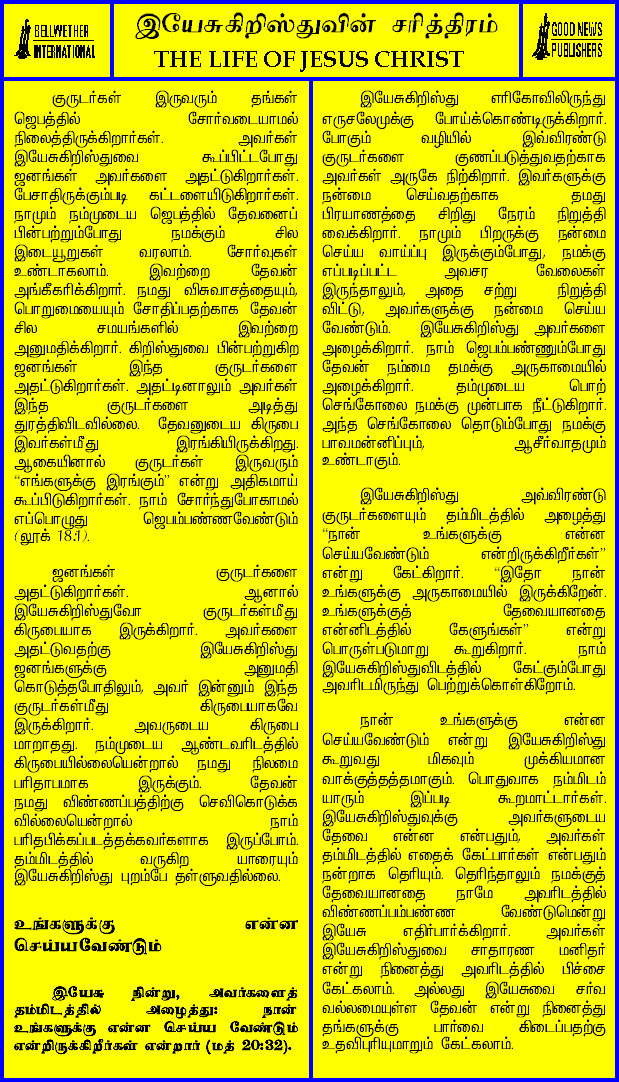 BELLWETHER
INTERNATIONAL
இயேசுகிறிஸ்துவின் சரித்திரம்
THE LIFE OF JESUS CHRIST
GOOD NEWS
PUBLISHERS
குருடர்கள் இருவரும் தங்கள்
ஜெபத்தில் சோர்வடையாமல்
நிலைத்திருக்கிறார்கள். அவர்கள்
இயேசுகிறிஸ்துவை கூப்பிட்டபோது
ஜனங்கள் அவர்களை அதட்டுகிறார்கள்.
பேசாதிருக்கும்படி கட்டளையிடுகிறார்கள்.
நாமும் நம்முடைய ஜெபத்தில் தேவனைப்
பின்பற்றும்போது நமக்கும் சில
இடையூறுகள் வரலாம். சோர்வுகள்
உண்டாகலாம். இவற்றை தேவன்
அங்கீகரிக்கிறார். நமது விசுவாசத்தையும்,
பொறுமையையும் சோதிப்பதற்காக தேவன்
சில சமயங்களில் இவற்றை
அனுமதிக்கிறார். கிறிஸ்துவை பின்பற்றுகிற
ஜனங்கள் இந்த குருடர்களை
அதட்டுகிறார்கள். அதட்டினாலும் அவர்கள்
இந்த குருடர்களை அடித்து
துரத்திவிடவில்லை. தேவனுடைய கிருபை
இவர்கள்மீது இரங்கியிருக்கிறது.
ஆகையினால் குருடர்கள் இருவரும்
“எங்களுக்கு இரங்கும்” என்று அதிகமாய்
கூப்பிடுகிறார்கள். நாம் சோர்ந்துபோகாமல்
எப்பொழுது ஜெபம்பண்ணவேண்டும்
(லூக் 18:1).
ஜனங்கள் குருடர்களை
அதட்டுகிறார்கள். ஆனால்
இயேசுகிறிஸ்துவோ குருடர்கள்மீது
கிருபையாக இருக்கிறார். அவர்களை
அதட்டுவதற்கு இயேசுகிறிஸ்து
ஜனங்களுக்கு அனுமதி
கொடுத்தபோதிலும், அவர் இன்னும் இந்த
குருடர்கள்மீது கிருபையாகவே
இருக்கிறார். அவருடைய கிருபை
மாறாதது. நம்முடைய ஆண்டவரிடத்தில்
கிருபையில்லையென்றால் நமது நிலமை
பரிதாபமாக இருக்கும். தேவன்
நமது விண்ணப்பத்திற்கு செவிகொடுக்க
வில்லையென்றால் நாம்
பரிதபிக்கப்படத்தக்கவர்களாக இருப்போம்.
தம்மிடத்தில் வருகிற யாரையும்
இயேசுகிறிஸ்து புறம்பே தள்ளுவதில்லை.
உங்களுக்கு என்ன
செய்யவேண்டும்
இயேசு நின்று, அவர்களைத்
தம்மிடத்தில் அழைத்து: நான்
உங்களுக்கு என்ன செய்ய வேண்டும்
என்றிருக்கிறீர்கள் என்றார் (மத் 20:32).
இயேசுகிறிஸ்து எரிகோவிலிருந்து
எருசலேமுக்கு போய்க்கொண்டிருக்கிறார்.
போகும் வழியில் இவ்விரண்டு
குருடர்களை குணப்படுத்துவதற்காக
அவர்கள் அருகே நிற்கிறார். இவர்களுக்கு
நன்மை செய்வதற்காக தமது
பிரயாணத்தை சிறிது நேரம் நிறுத்தி
வைக்கிறார். நாமும் பிறருக்கு நன்மை
செய்ய வாய்ப்பு இருக்கும்போது, நமக்கு
எப்படிப்பட்ட அவசர வேலைகள்
இருந்தாலும், அதை சற்று நிறுத்தி
விட்டு, அவர்களுக்கு நன்மை செய்ய
வேண்டும். இயேசுகிறிஸ்து அவர்களை
அழைக்கிறார். நாம் ஜெபம்பண்ணும்போது
தேவன் நம்மை தமக்கு அருகாமையில்
அழைக்கிறார். தம்முடைய பொற்
செங்கோலை நமக்கு முன்பாக நீட்டுகிறார்.
அந்த செங்கோலை தொடும்போது நமக்கு
பாவமன்னிப்பும், ஆசீர்வாதமும்
உண்டாகும்.
இயேசுகிறிஸ்து அவ்விரண்டு
குருடர்களையும் தம்மிடத்தில் அழைத்து
“நான் உங்களுக்கு என்ன
செய்யவேண்டும் என்றிருக்கிறீர்கள்”
என்று கேட்கிறார். “இதோ நான்
உங்களுக்கு அருகாமையில் இருக்கிறேன்.
உங்களுக்குத் தேவையானதை
என்னிடத்தில் கேளுங்கள்” என்று
பொருள்படுமாறு கூறுகிறார். நாம்
இயேசுகிறிஸ்துவிடத்தில் கேட்கும்போது
அவரிடமிருந்து பெற்றுக்கொள்கிறோம்.
நான் உங்களுக்கு என்ன
செய்யவேண்டும் என்று இயேசுகிறிஸ்து
கூறுவது மிகவும் முக்கியமான
வாக்குத்தத்தமாகும். பொதுவாக நம்மிடம்
யாரும் இப்படி கூறமாட்டார்கள்.
இயேசுகிறிஸ்துவுக்கு அவர்களுடைய
தேவை என்ன என்பதும், அவர்கள்
தம்மிடத்தில் எதைக் கேட்பார்கள் என்பதும்
நன்றாக தெரியும். தெரிந்தாலும் நமக்குத்
தேவையானதை நாமே அவரிடத்தில்
விண்ணப்பம்பண்ண வேண்டுமென்று
இயேசு எதிர்பார்க்கிறார். அவர்கள்
இயேசுகிறிஸ்துவை சாதாரண மனிதர்
என்று நினைத்து அவரிடத்தில் பிச்சை
கேட்கலாம். அல்லது இயேசுவை சர்வ
வல்லமையுள்ள தேவன் என்று நினைத்து
தங்களுக்கு பார்வை கிடைப்பதற்கு
உதவிபுரியுமாறும் கேட்கலாம்.